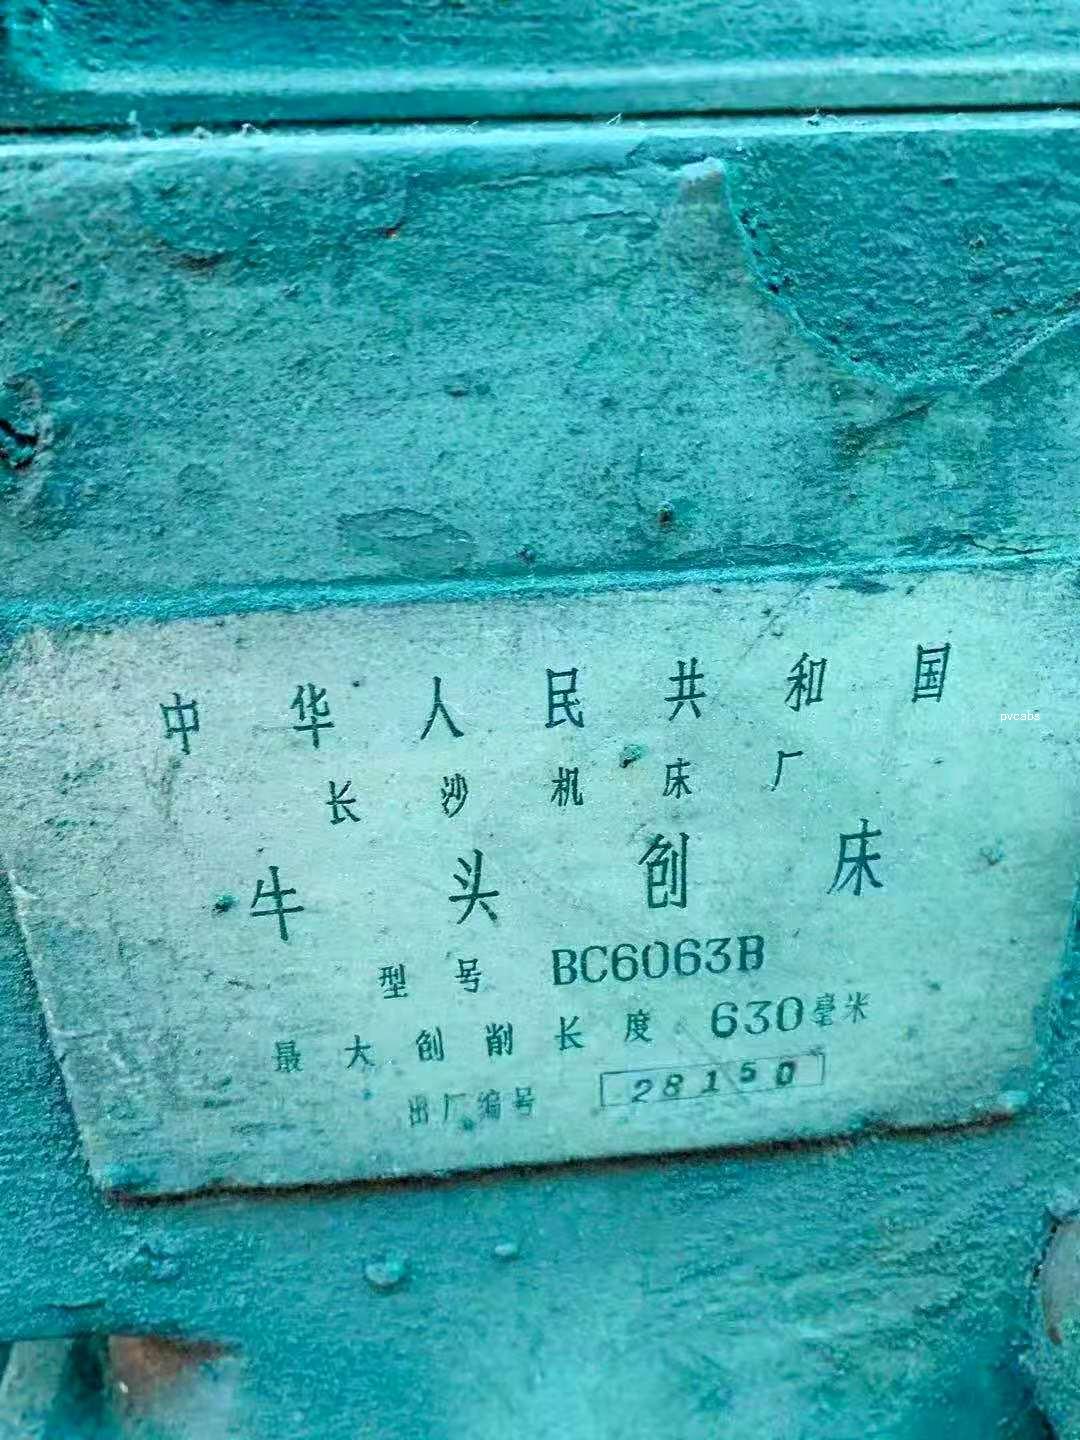 中华人民共和国
pvcabs
长沙机床厂
牛头刨床
型号 BC6063B
最大刨削长度 630毫米
出厂编号 28150